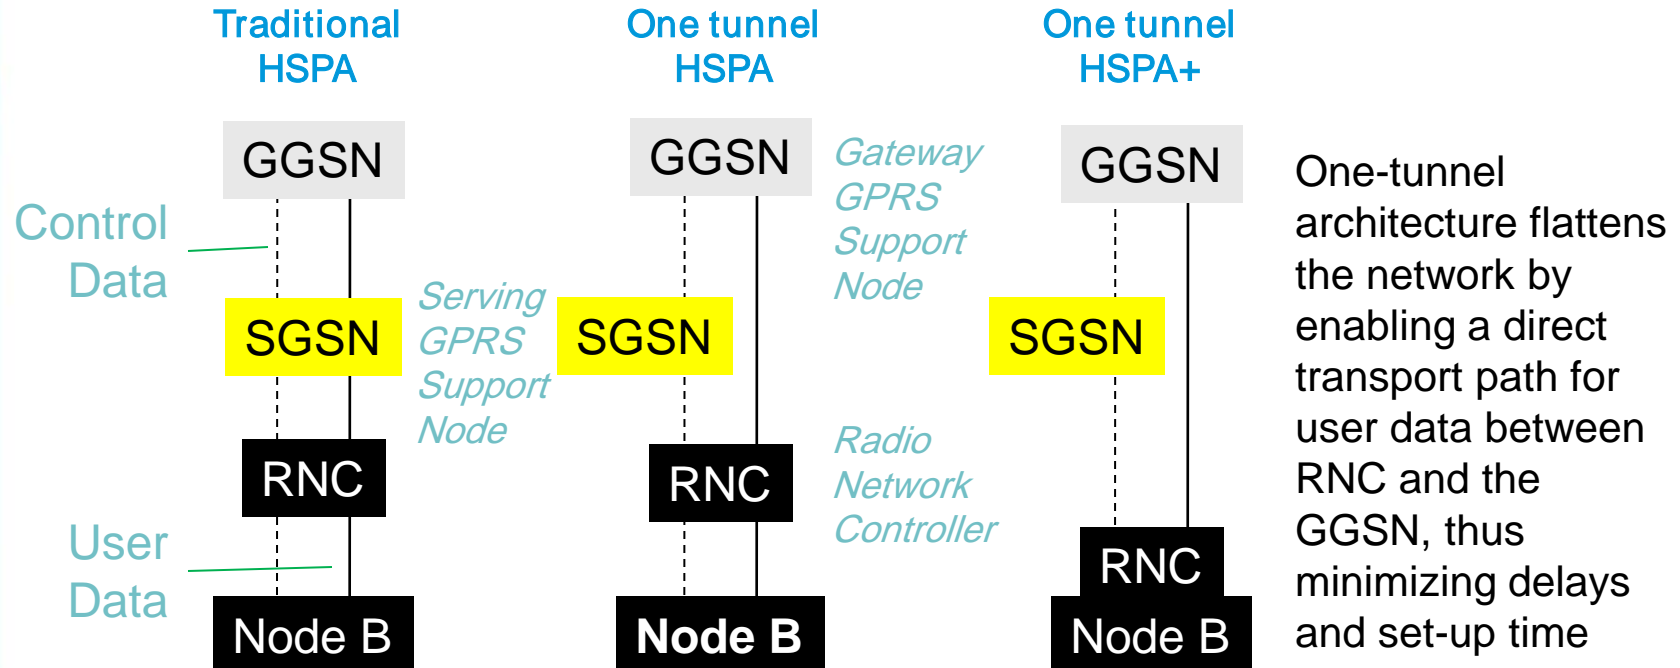 Traditional
HSPA
One tunnel
HSPA
One tunnel
HSPA+
GGSN
GGSN
GGSN
Control
Data
Gateway
GPRS
Support
Node
SGSN
Serving
GPRS
Support
Node
SGSN
SGSN
RNC
RNC
Radio
Network
Controller
RNC
User
Data
Node B
Node B
Node B
One-tunnel
architecture flattens
the network by
enabling a direct
transport path for
user data between
RNC and the
GGSN, thus
minimizing delays
and set-up time